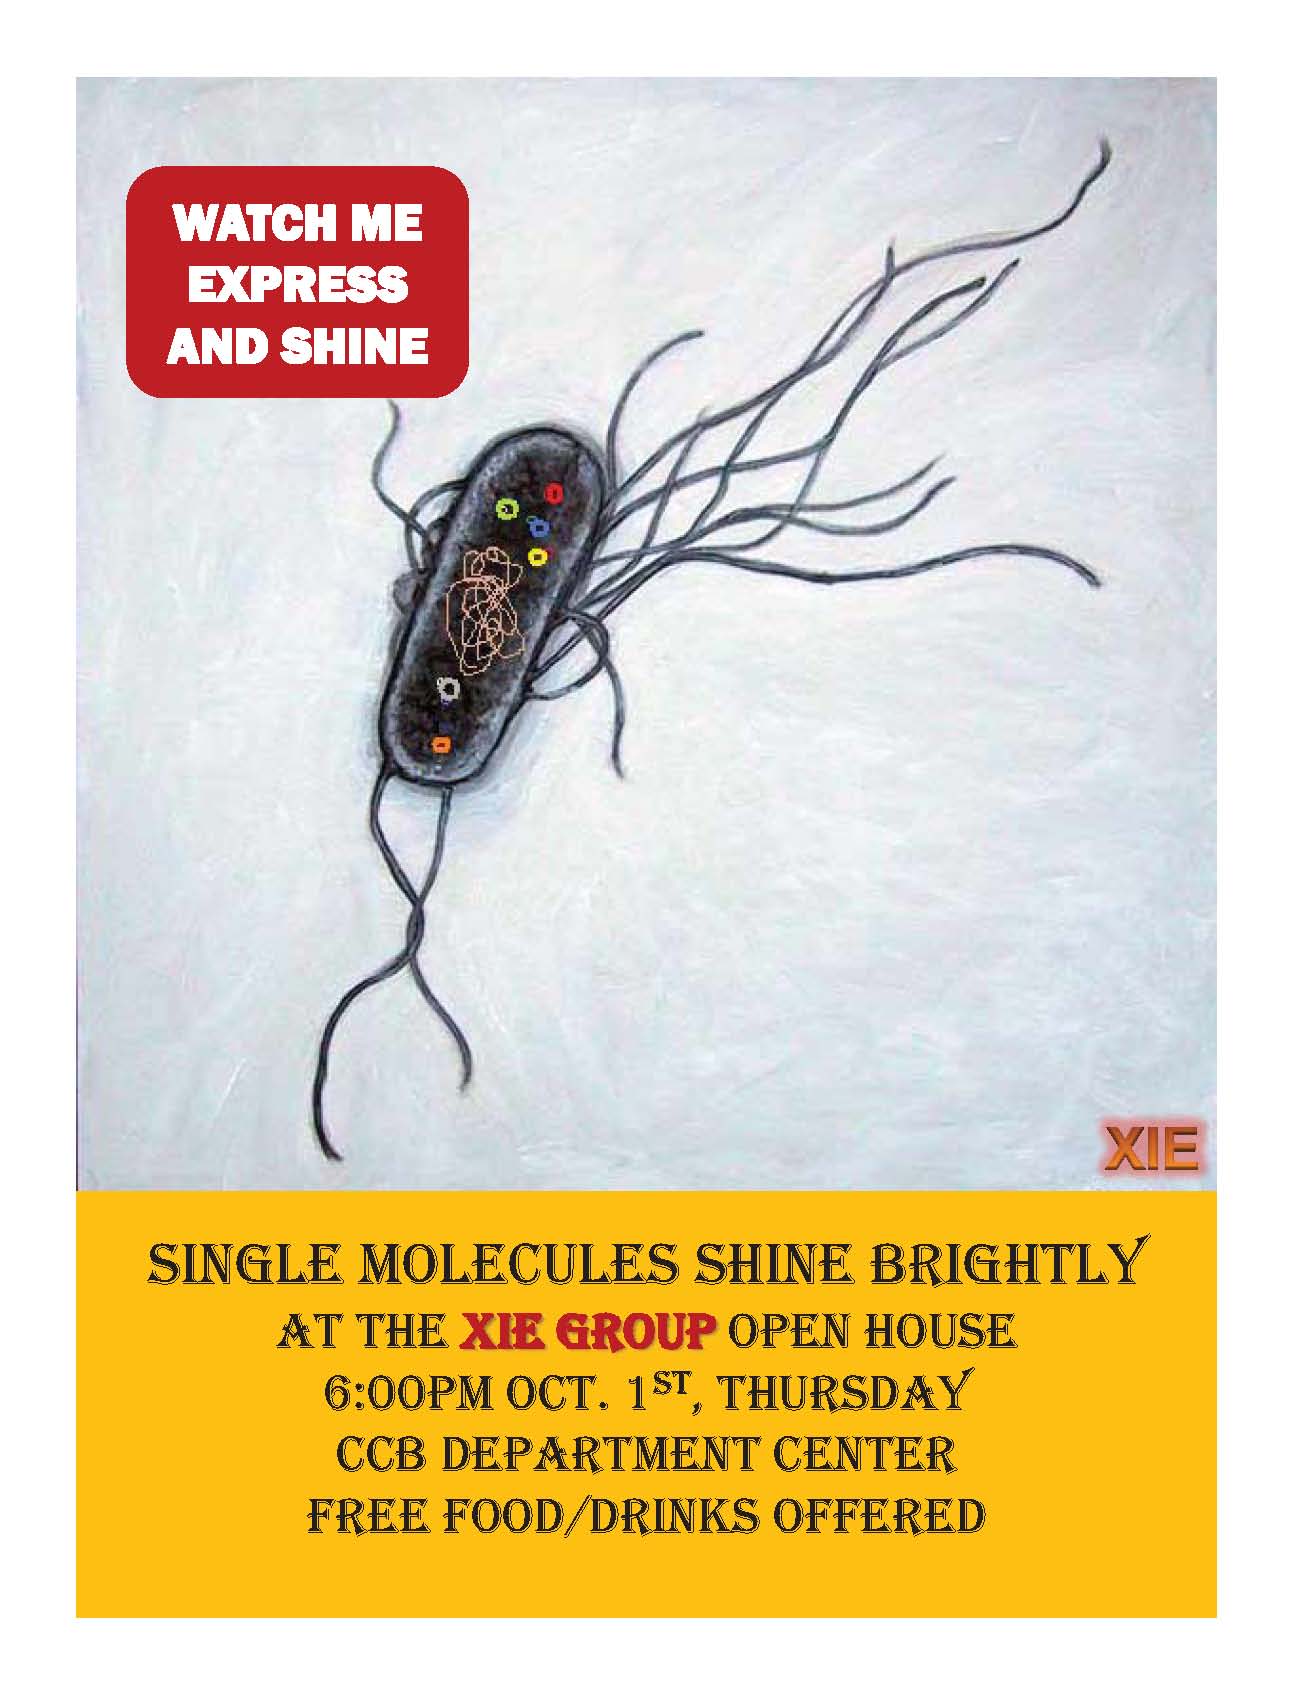 WATCH ME
EXPRESS
AND SHINE
XIE
SINGLE MOLECULES SHINE BRIGHTLY
AT THE XIE GROUP OPEN HOUSE
6:00PM OCT. 1ST, THURSDAY
CCB DEPARTMENT CENTER
FREE FOOD/DRINKS OFFERED